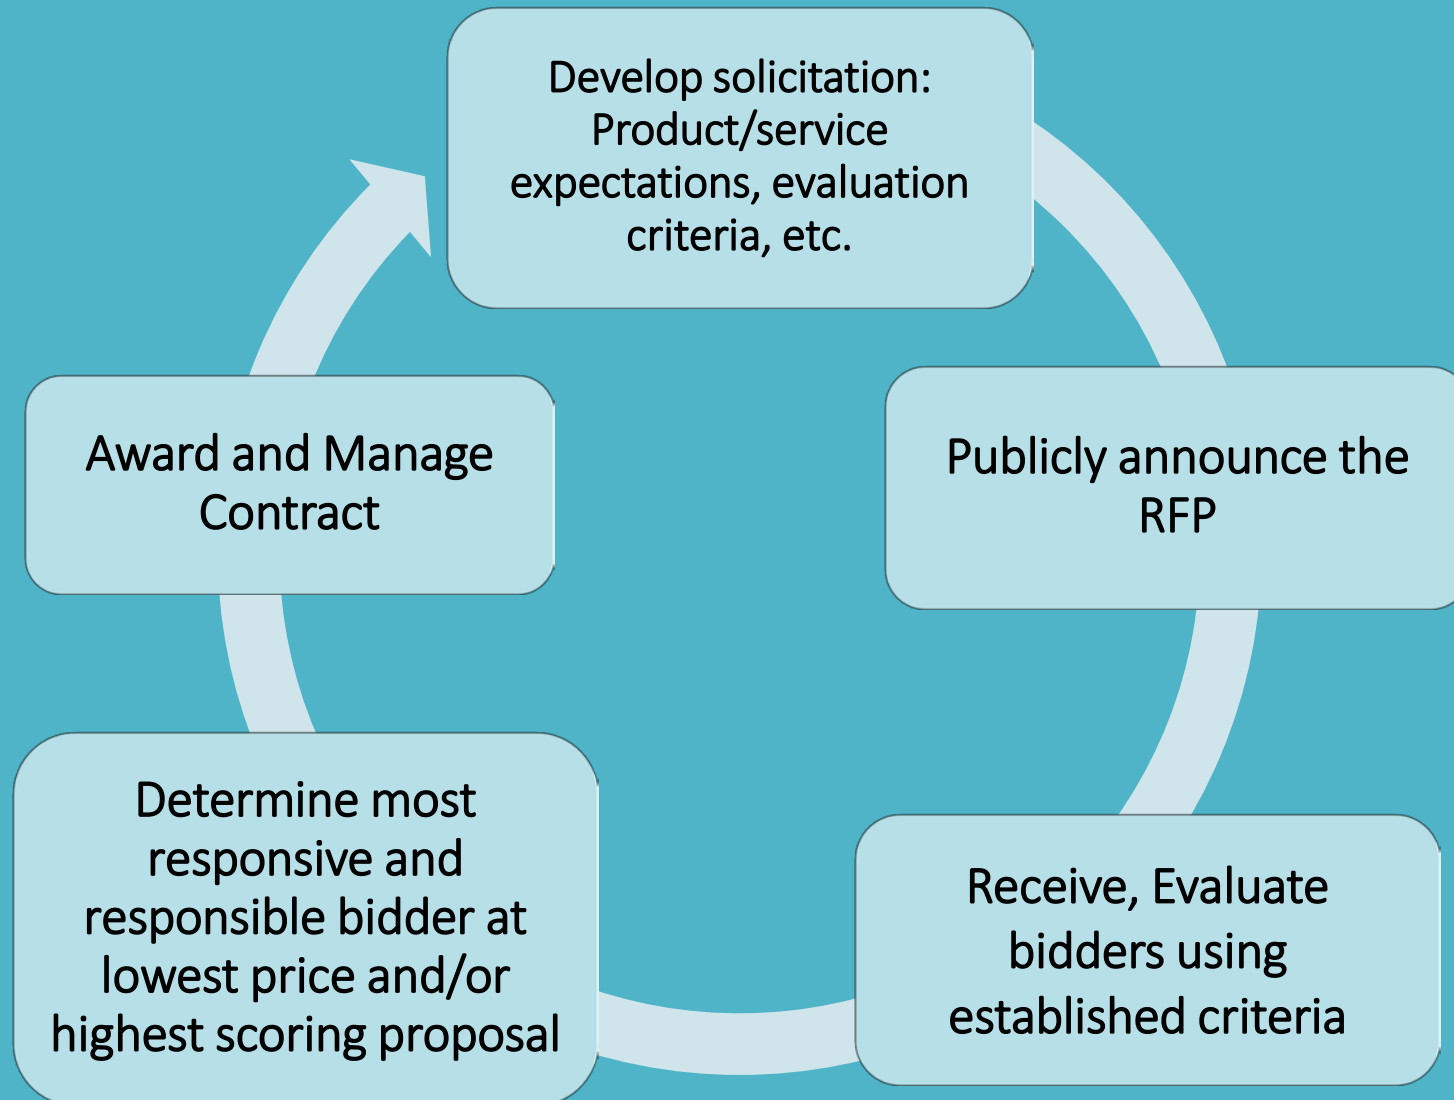 Develop solicitation:
Product/service
expectations, evaluation
criteria, etc.
Publicly announce the
RFP
Receive, Evaluate
bidders using
established criteria
Determine most
responsive and
responsible bidder at
lowest price and/or
highest scoring proposal
Award and Manage
Contract